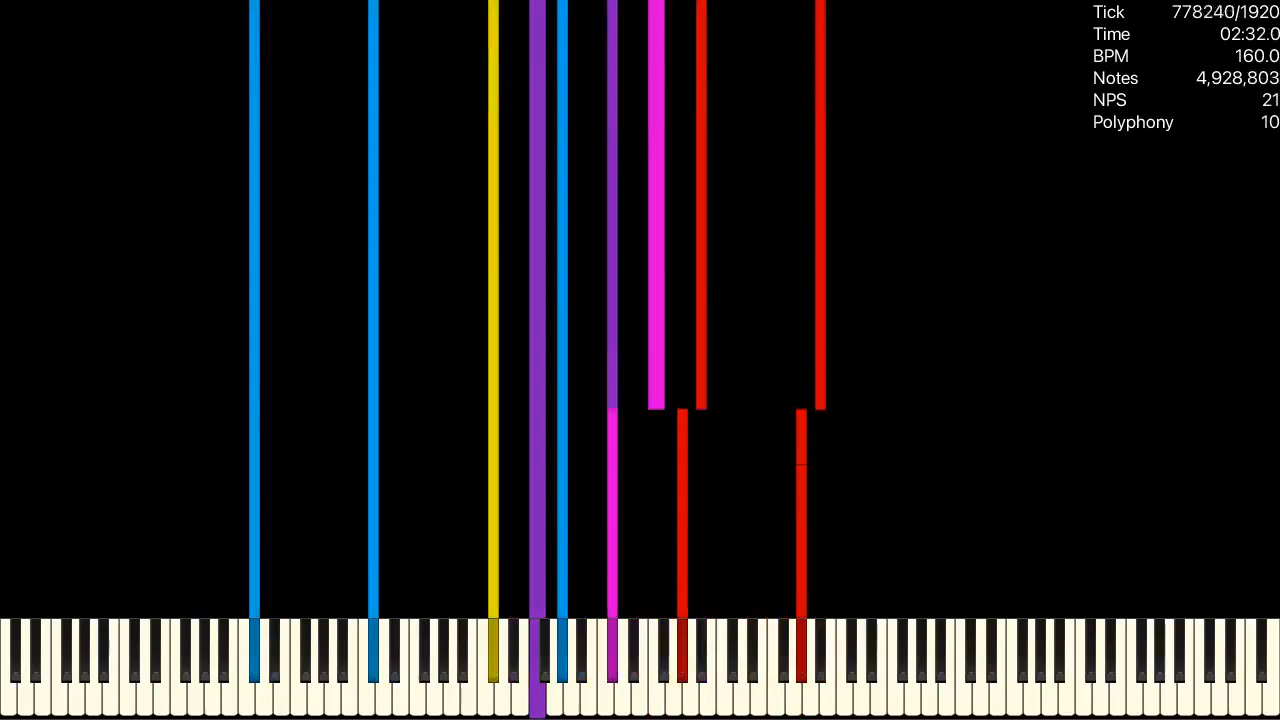 Tick 778240/1920
Time 02:32.0
BPM 160.0
Notes 4,928,803
NPS 21
Polyphony 10